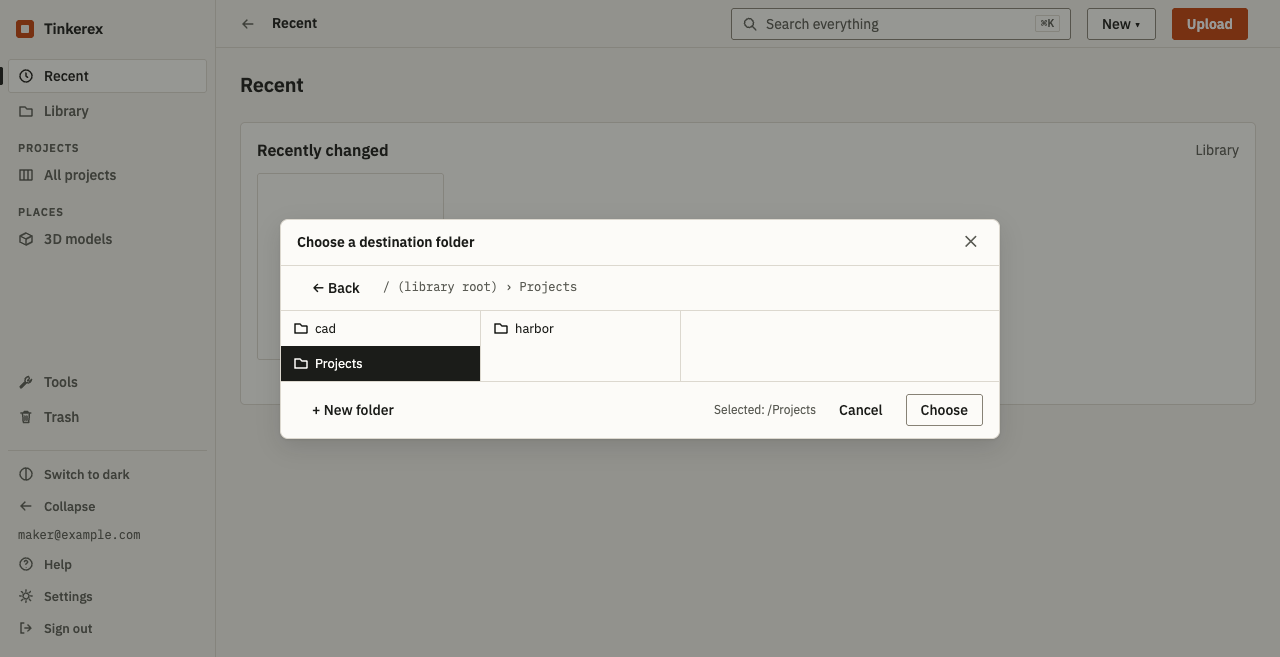 Tinkerex
Recent
Library
PROJECTS
All projects
PLACES
3D models
Tools
Trash
Switch to dark
Collapse
maker@example.com
Help
Settings
Sign out
← Recent
Search everything ⌘K
New ▾
Upload
Recent
Recently changed
Library
Choose a destination folder
← Back
/ (library root) › Projects
cad
Projects
harbor
+ New folder
Selected: /Projects
Cancel
Choose